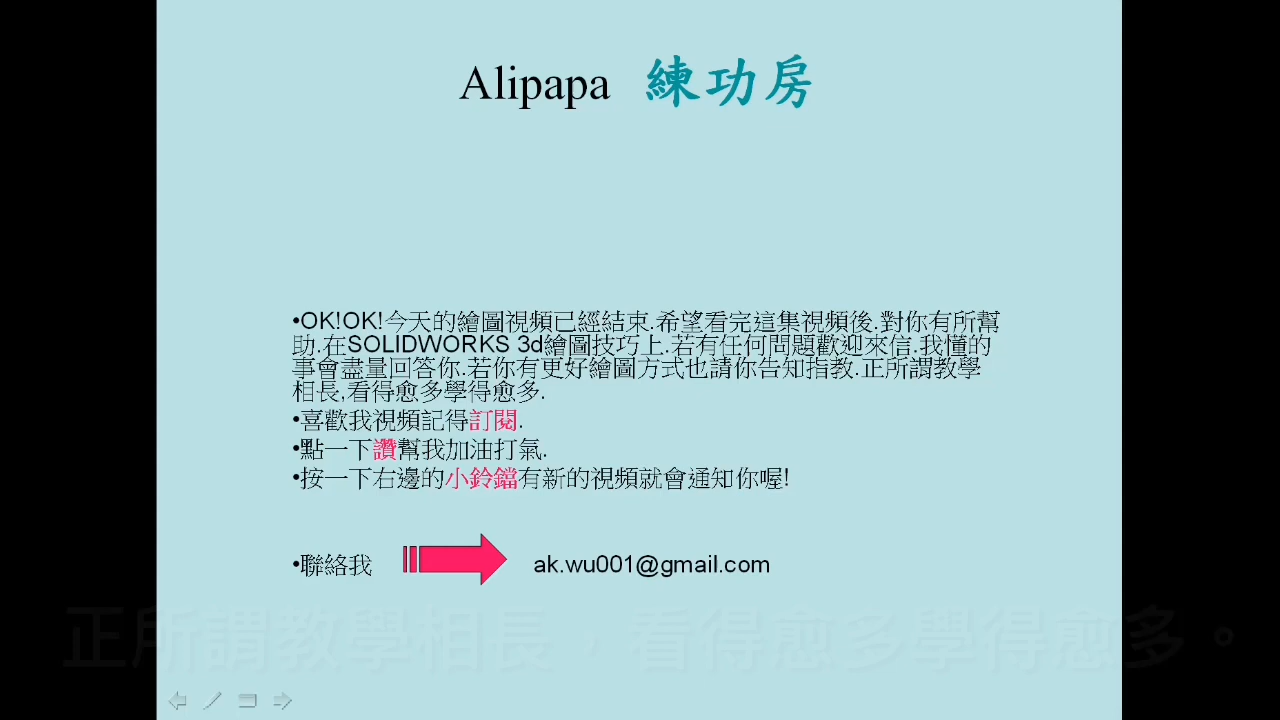 Alipapa 練功房
•OK!OK!今天的繪圖視頻已經結束.希望看完這集視頻後.對你有所幫
助.在SOLIDWORKS 3d繪圖技巧上.若有任何問題歡迎來信.我懂的
事會盡量回答你.若你有更好繪圖方式也請你告知指教.正所謂教學
相長,看得愈多學得愈多.
•喜歡我視頻記得訂閱.
•點一下讚幫我加油打氣.
•按一下右邊的小鈴鐺有新的視頻就會通知你喔!
•聯絡我 ak.wu001@gmail.com
正所謂教學相長，看得愈多學得愈多。